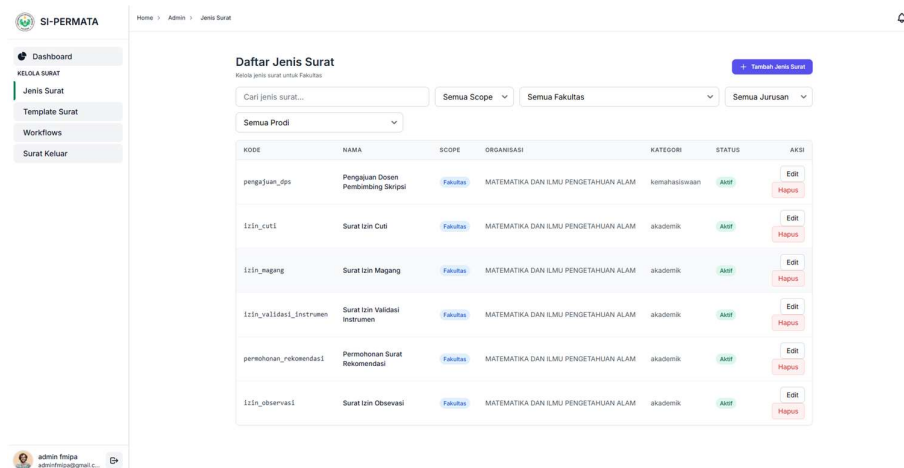 SI-PERMATA
Home > Admin > Jenis Surat
Dashboard
KELOLA SURAT
Jenis Surat
Template Surat
Workflows
Surat Keluar
Daftar Jenis Surat
Kelola jenis surat untuk Fakultas
+ Tambah Jenis Surat
Cari jenis surat...
Semua Scope
Semua Fakultas
Semua Jurusan
Semua Prodi
KODE NAMA SCOPE ORGANISASI KATEGORI STATUS AKSI
pengajuan_dps Pengajuan Dosen Pembimbing Skripsi Fakultas MATEMATIKA DAN ILMU PENGETAHUAN ALAM kemahasiswaan Aktif Edit Hapus
izin_cuti Surat Izin Cuti Fakultas MATEMATIKA DAN ILMU PENGETAHUAN ALAM akademik Aktif Edit Hapus
izin_magang Surat Izin Magang Fakultas MATEMATIKA DAN ILMU PENGETAHUAN ALAM akademik Aktif Edit Hapus
izin_validasi_instrumen Surat Izin Validasi Instrumen Fakultas MATEMATIKA DAN ILMU PENGETAHUAN ALAM akademik Aktif Edit Hapus
permohonan_rekomendasi Permohonan Surat Rekomendasi Fakultas MATEMATIKA DAN ILMU PENGETAHUAN ALAM akademik Aktif Edit Hapus
izin_observasi Surat Izin Obsevasi Fakultas MATEMATIKA DAN ILMU PENGETAHUAN ALAM akademik Aktif Edit Hapus
admin fmipa
adminfmipa@gmail.c...